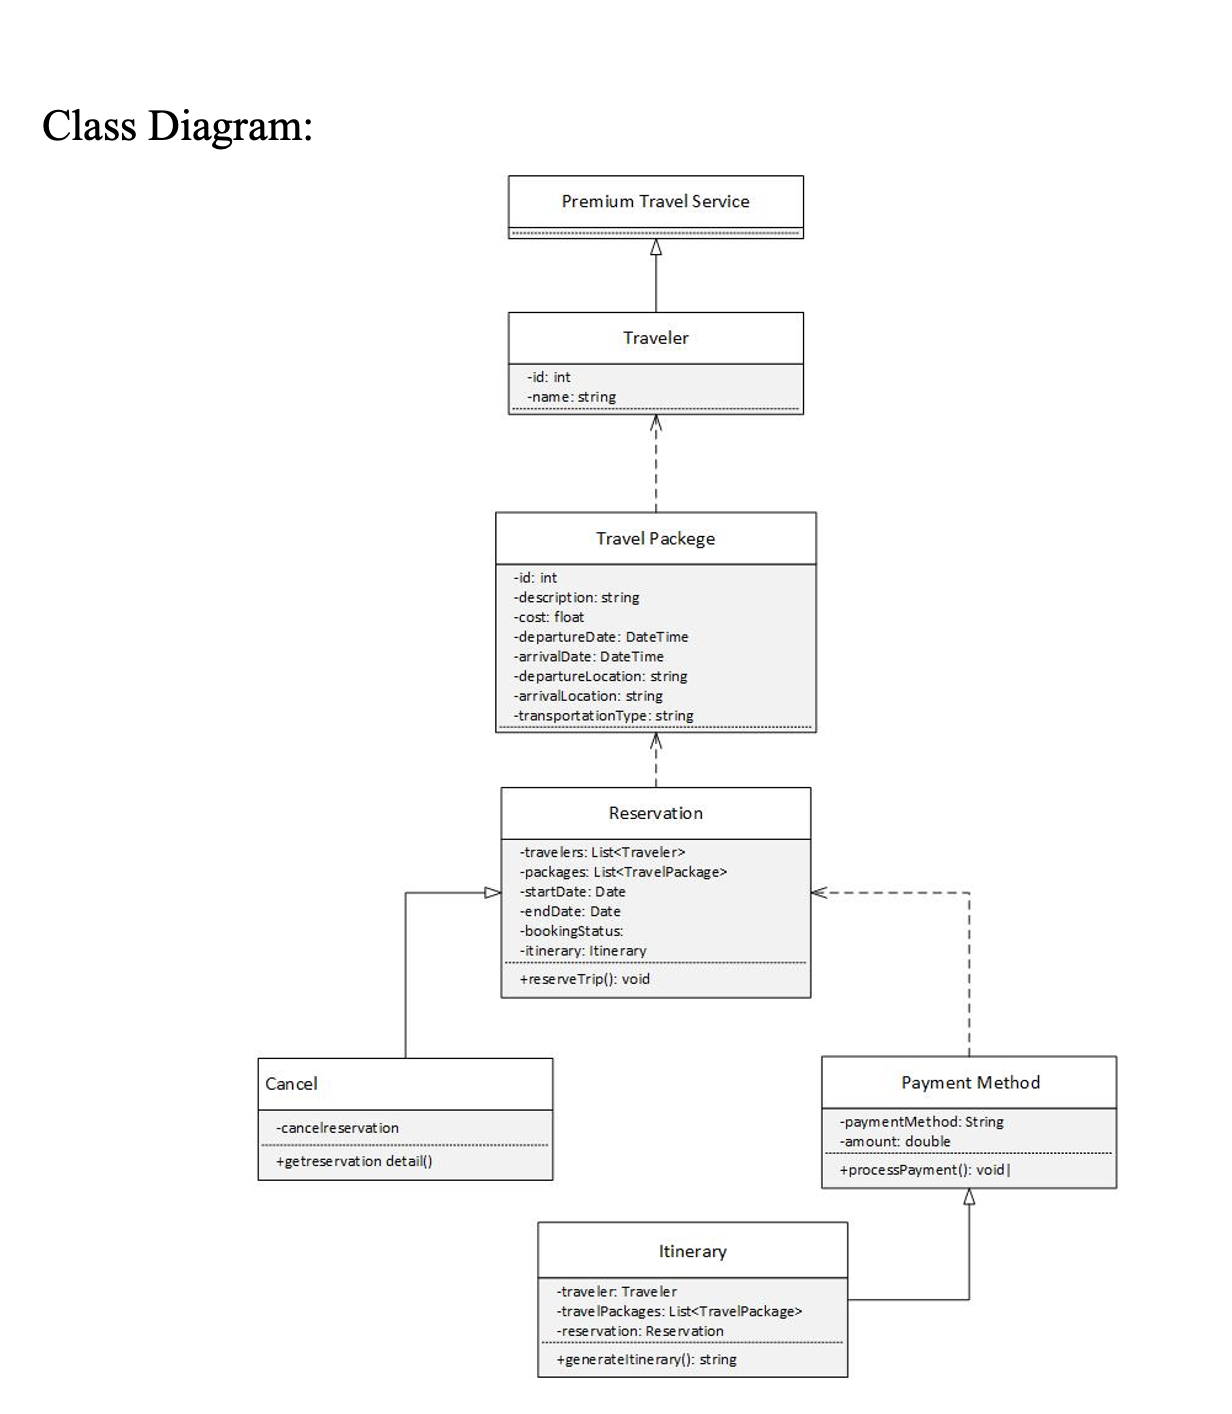 Class Diagram:
Premium Travel Service
Traveler
-id: int
-name: string
Travel Packege
-id: int
-description: string
-cost: float
-departureDate: DateTime
-arrivalDate: DateTime
-departureLocation: string
-arrivalLocation: string
-transportationType: string
Reservation
-travelers: List<Traveler>
-packages: List<TravelPackage>
-startDate: Date
-endDate: Date
-bookingStatus:
-itinerary: Itinerary
+reserveTrip(): void
Cancel
-cancelreservation
+getreservation detail()
Payment Method
-paymentMethod: String
-amount: double
+processPayment(): void|
Itinerary
-traveler: Traveler
-travelPackages: List<TravelPackage>
-reservation: Reservation
+generateItinerary(): string